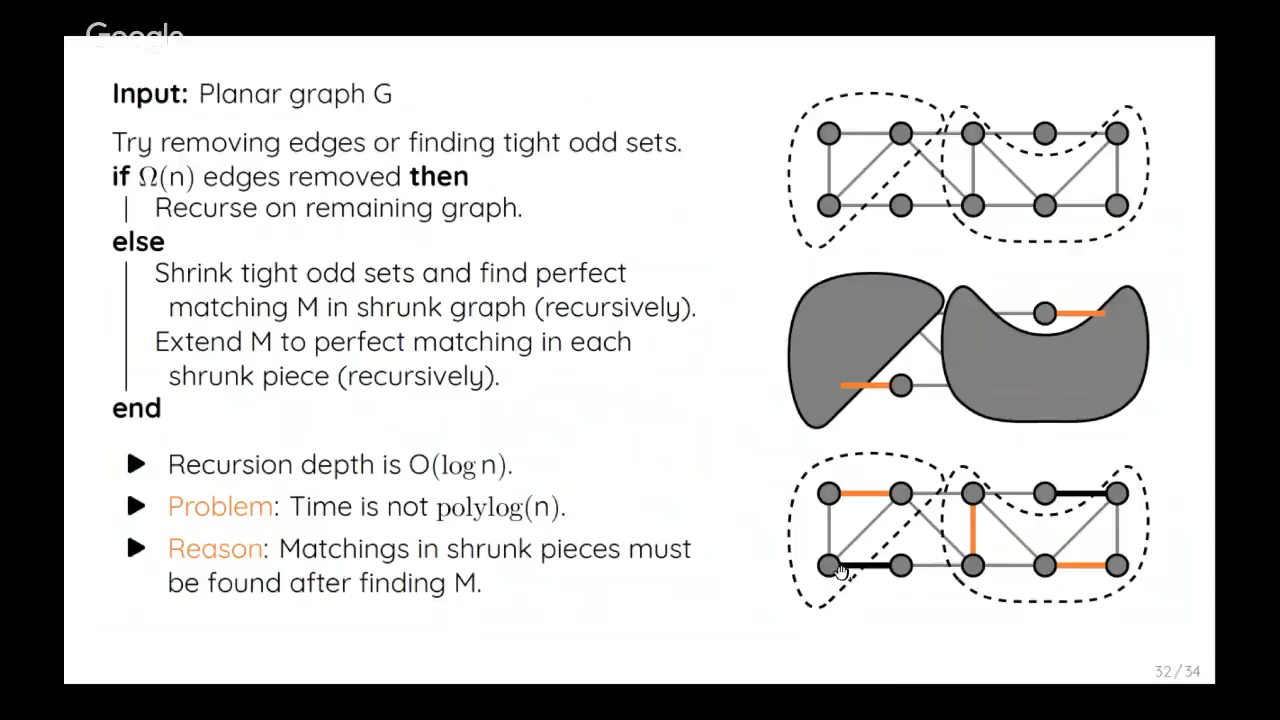 Google
Input: Planar graph G
Try removing edges or finding tight odd sets.
if Ω(n) edges removed then
Recurse on remaining graph.
else
Shrink tight odd sets and find perfect
matching M in shrunk graph (recursively).
Extend M to perfect matching in each
shrunk piece (recursively).
end
Recursion depth is O(log n).
Problem: Time is not polylog(n).
Reason: Matchings in shrunk pieces must
be found after finding M.
32 / 34